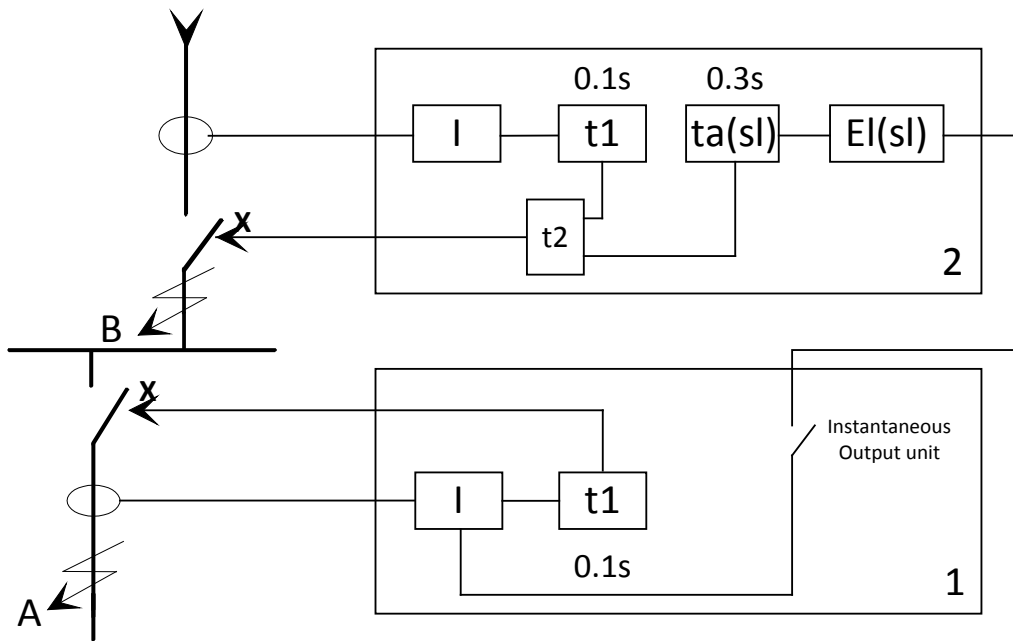 0.1s
0.3s
I
t1
ta(sl)
El(sl)
x
t2
2
B
x
Instantaneous
Output unit
I
t1
0.1s
1
A